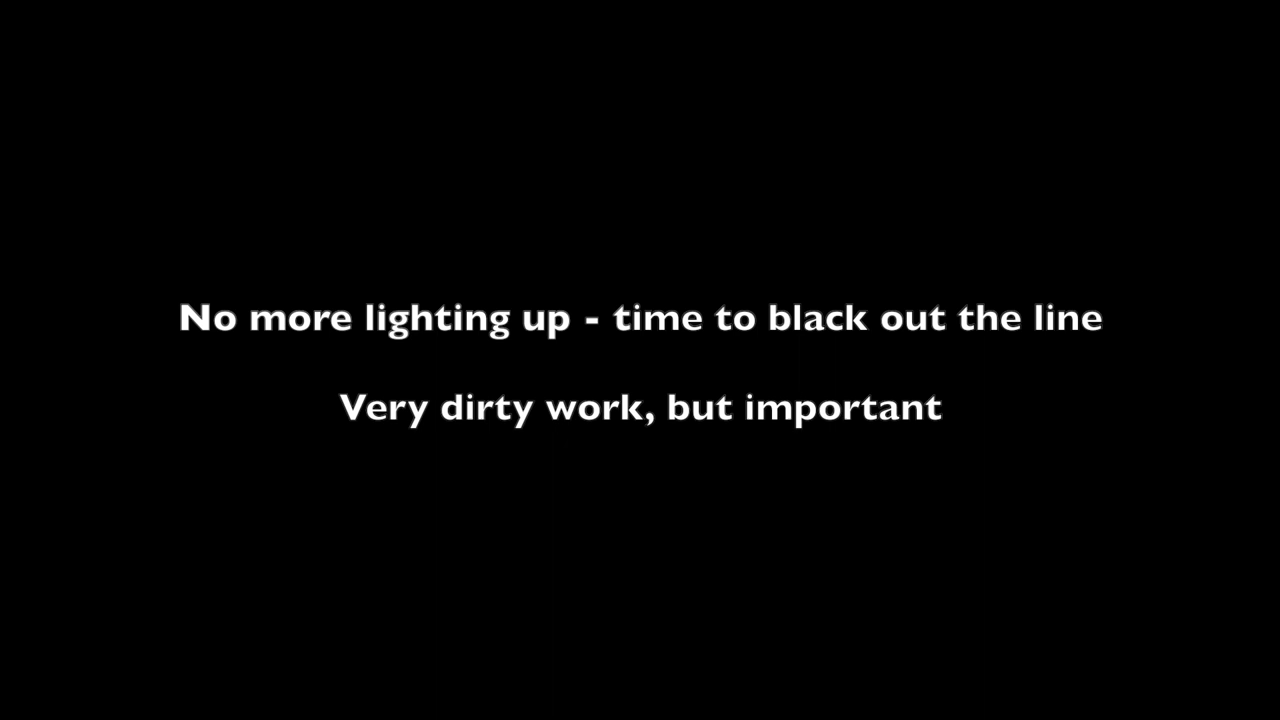 No more lighting up - time to black out the line
Very dirty work, but important